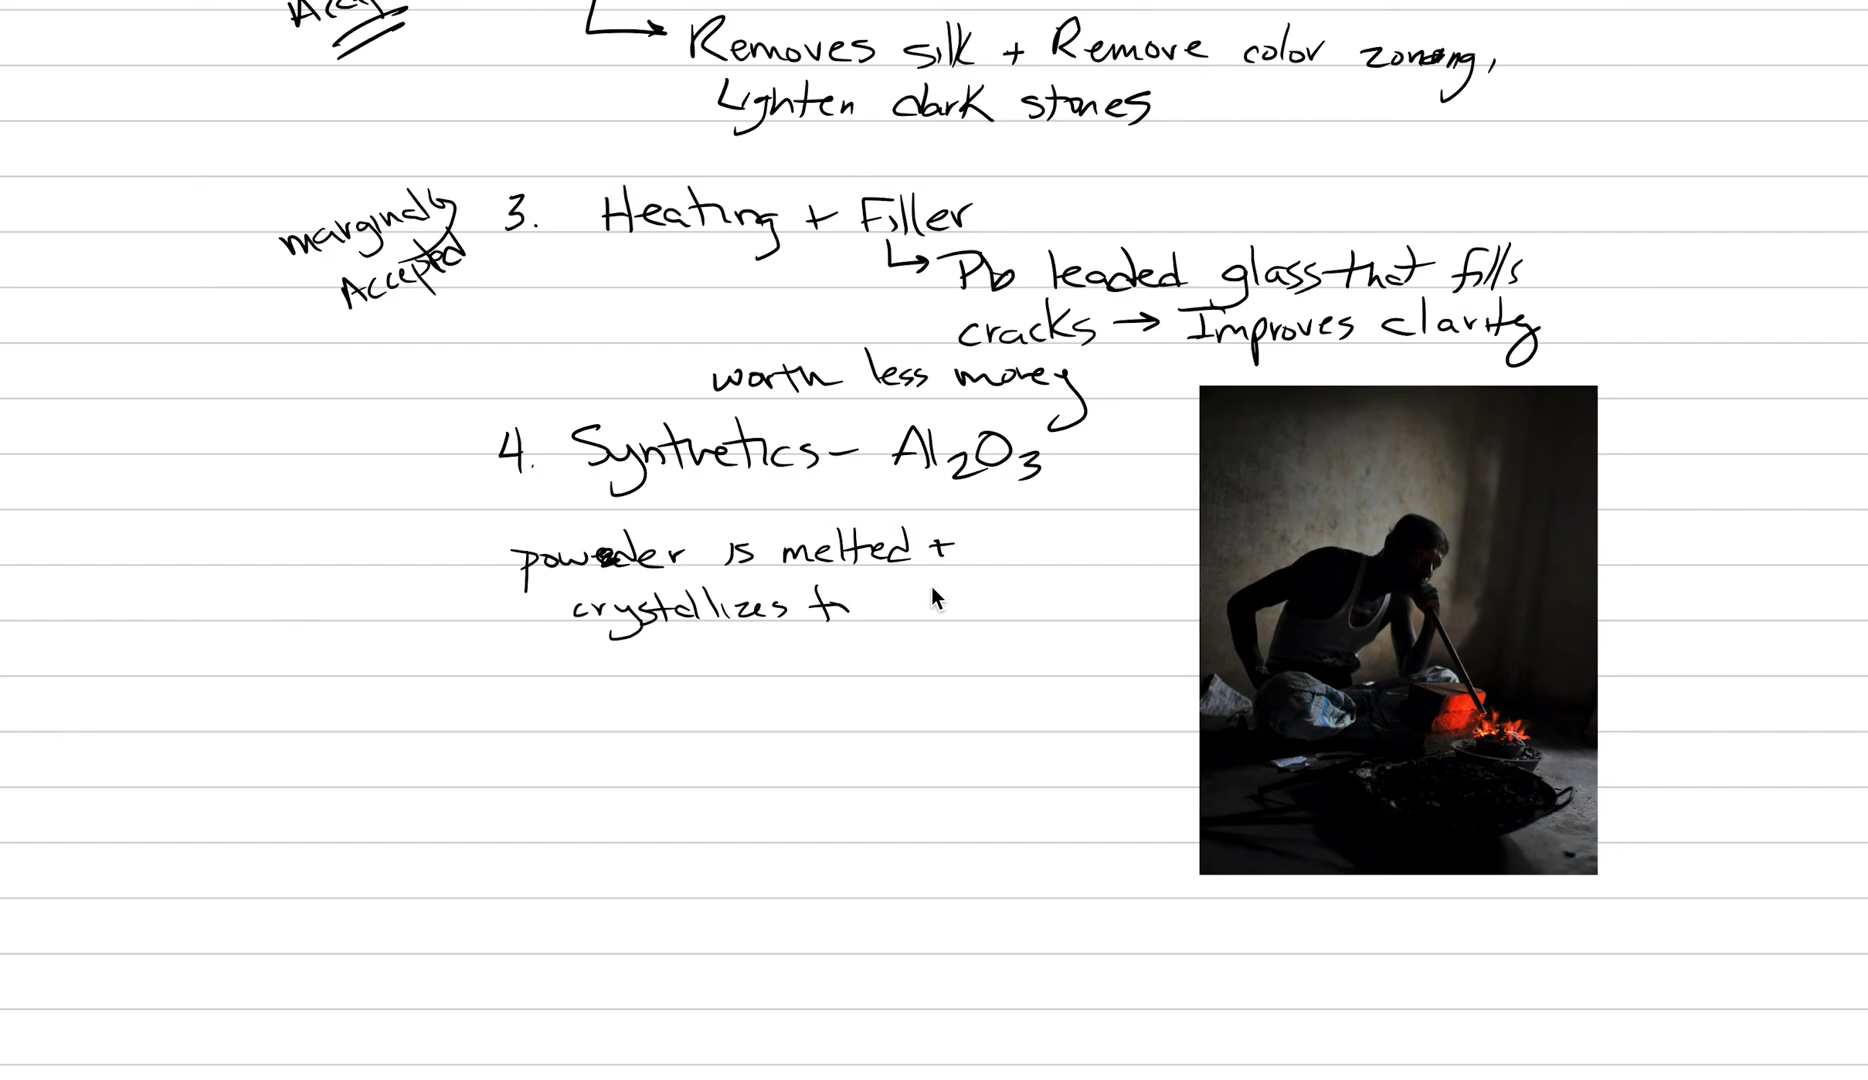 Removes silk + Remove color zoning,
Lighten dark stones
marginally
Accepted
3. Heating + Filler
Pb leaded glass that fills
cracks → Improves clarity
worth less money
4. Synthetics - Al2O3
powder is melted +
crystallizes to